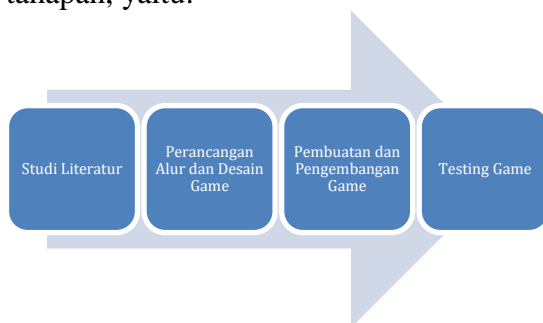 tahapan, yaitu:
Studi Literatur
Perancangan
Alur dan Desain
Game
Pembuatan dan
Pengembangan
Game
Testing Game